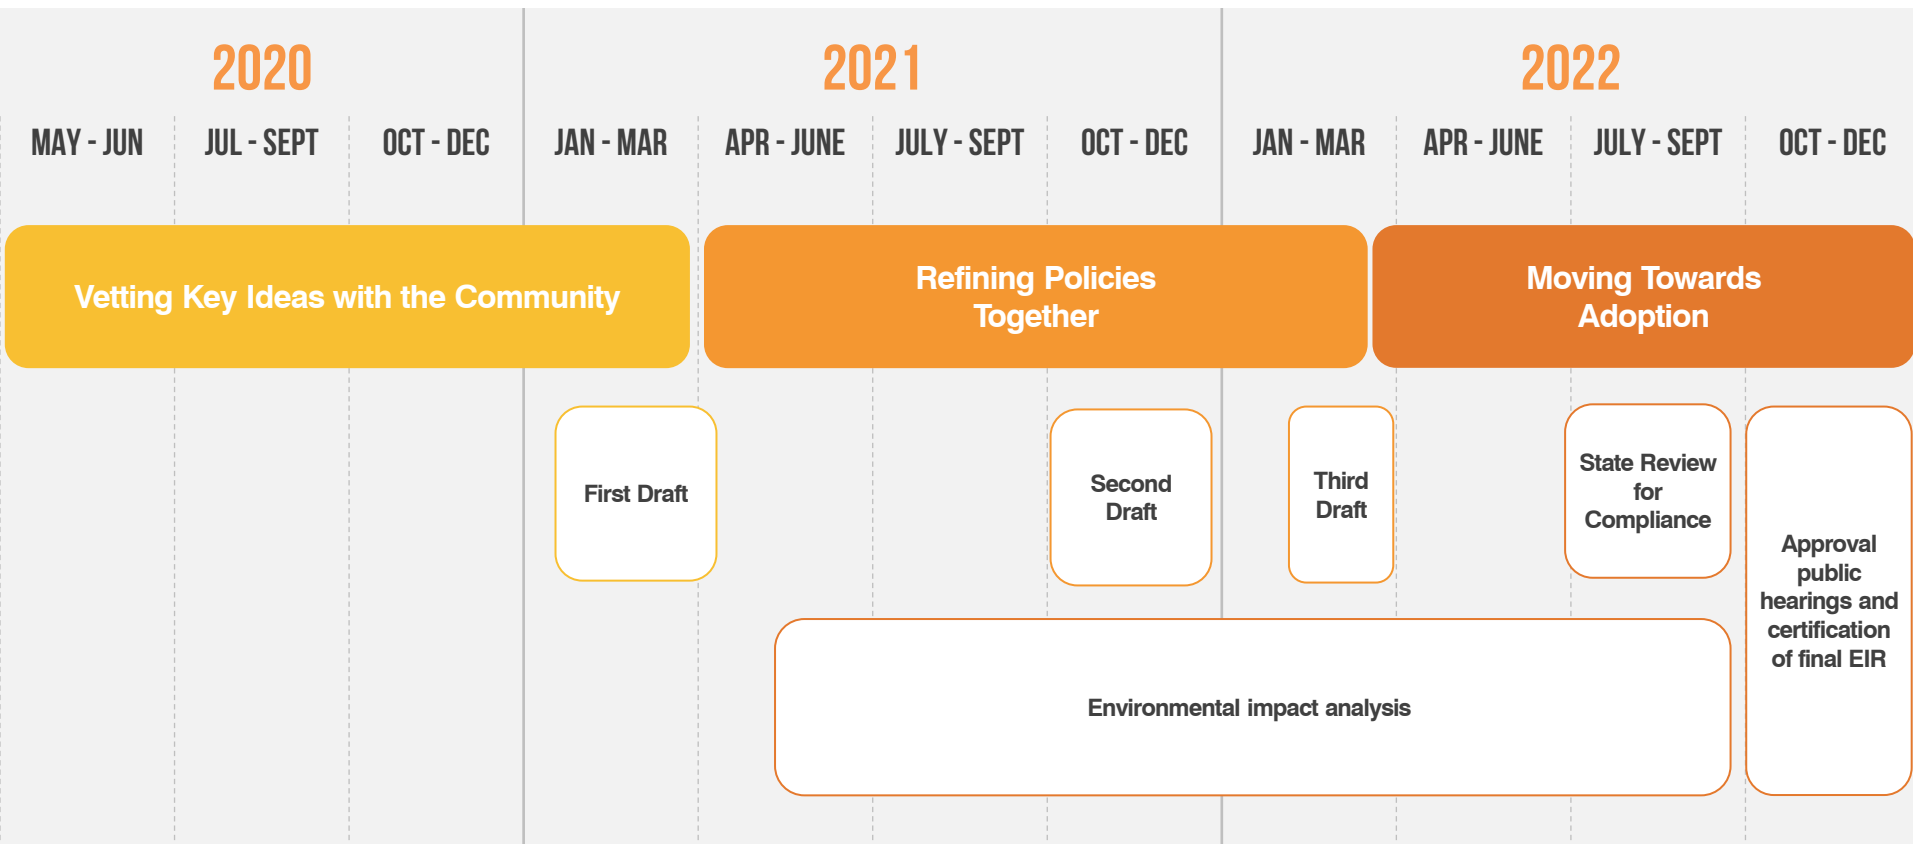 2020
2021
2022
MAY - JUN
JUL - SEPT
OCT - DEC
JAN - MAR
APR - JUNE
JULY - SEPT
OCT - DEC
JAN - MAR
APR - JUNE
JULY - SEPT
OCT - DEC
Vetting Key Ideas with the Community
Refining Policies
Together
Moving Towards
Adoption
First Draft
Second
Draft
Third
Draft
State Review
for
Compliance
Approval
public
hearings and
certification
of final EIR
Environmental impact analysis